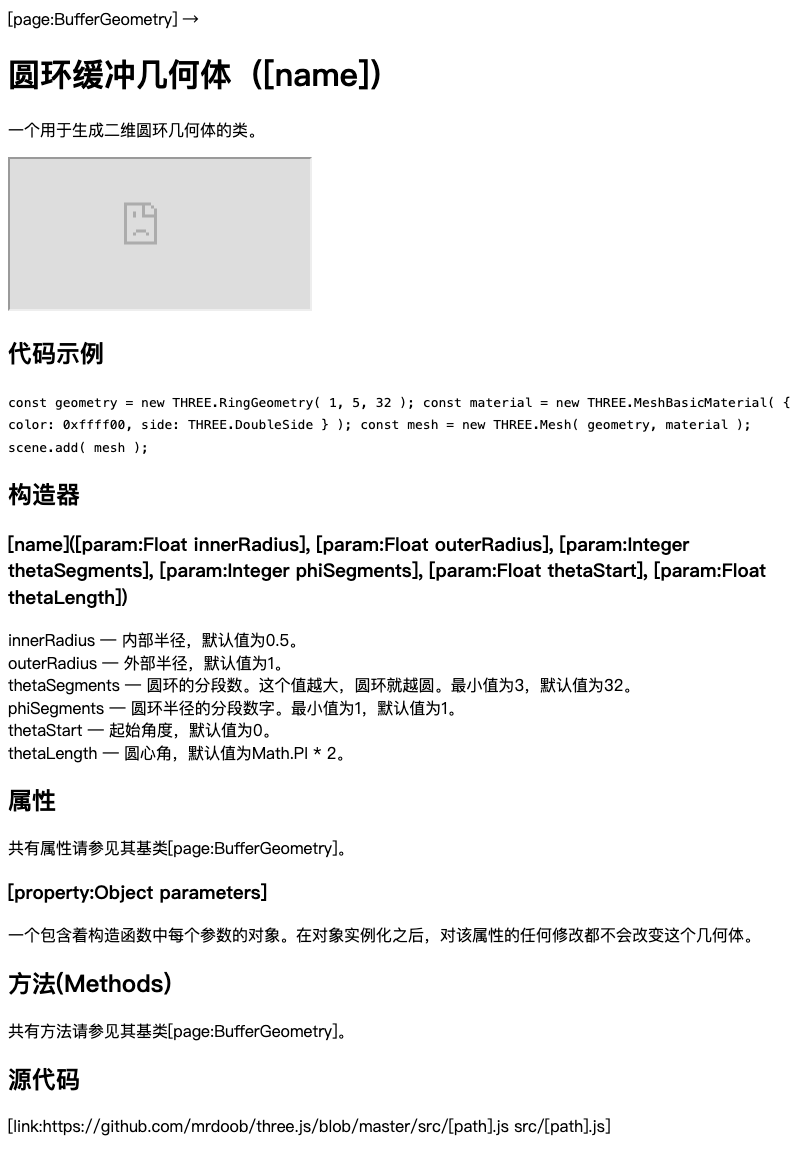 [page:BufferGeometry] →
圆环缓冲几何体（[name]）
一个用于生成二维圆环几何体的类。
代码示例
const geometry = new THREE.RingGeometry( 1, 5, 32 ); const material = new THREE.MeshBasicMaterial( {
color: 0xffff00, side: THREE.DoubleSide } ); const mesh = new THREE.Mesh( geometry, material );
scene.add( mesh );
构造器
[name]([param:Float innerRadius], [param:Float outerRadius], [param:Integer
thetaSegments], [param:Integer phiSegments], [param:Float thetaStart], [param:Float
thetaLength])
innerRadius — 内部半径，默认值为0.5。
outerRadius — 外部半径，默认值为1。
thetaSegments — 圆环的分段数。这个值越大，圆环就越圆。最小值为3，默认值为32。
phiSegments — 圆环半径的分段数字。最小值为1，默认值为1。
thetaStart — 起始角度，默认值为0。
thetaLength — 圆心角，默认值为Math.PI * 2。
属性
共有属性请参见其基类[page:BufferGeometry]。
[property:Object parameters]
一个包含着构造函数中每个参数的对象。在对象实例化之后，对该属性的任何修改都不会改变这个几何体。
方法(Methods)
共有方法请参见其基类[page:BufferGeometry]。
源代码
[link:https://github.com/mrdoob/three.js/blob/master/src/[path].js src/[path].js]